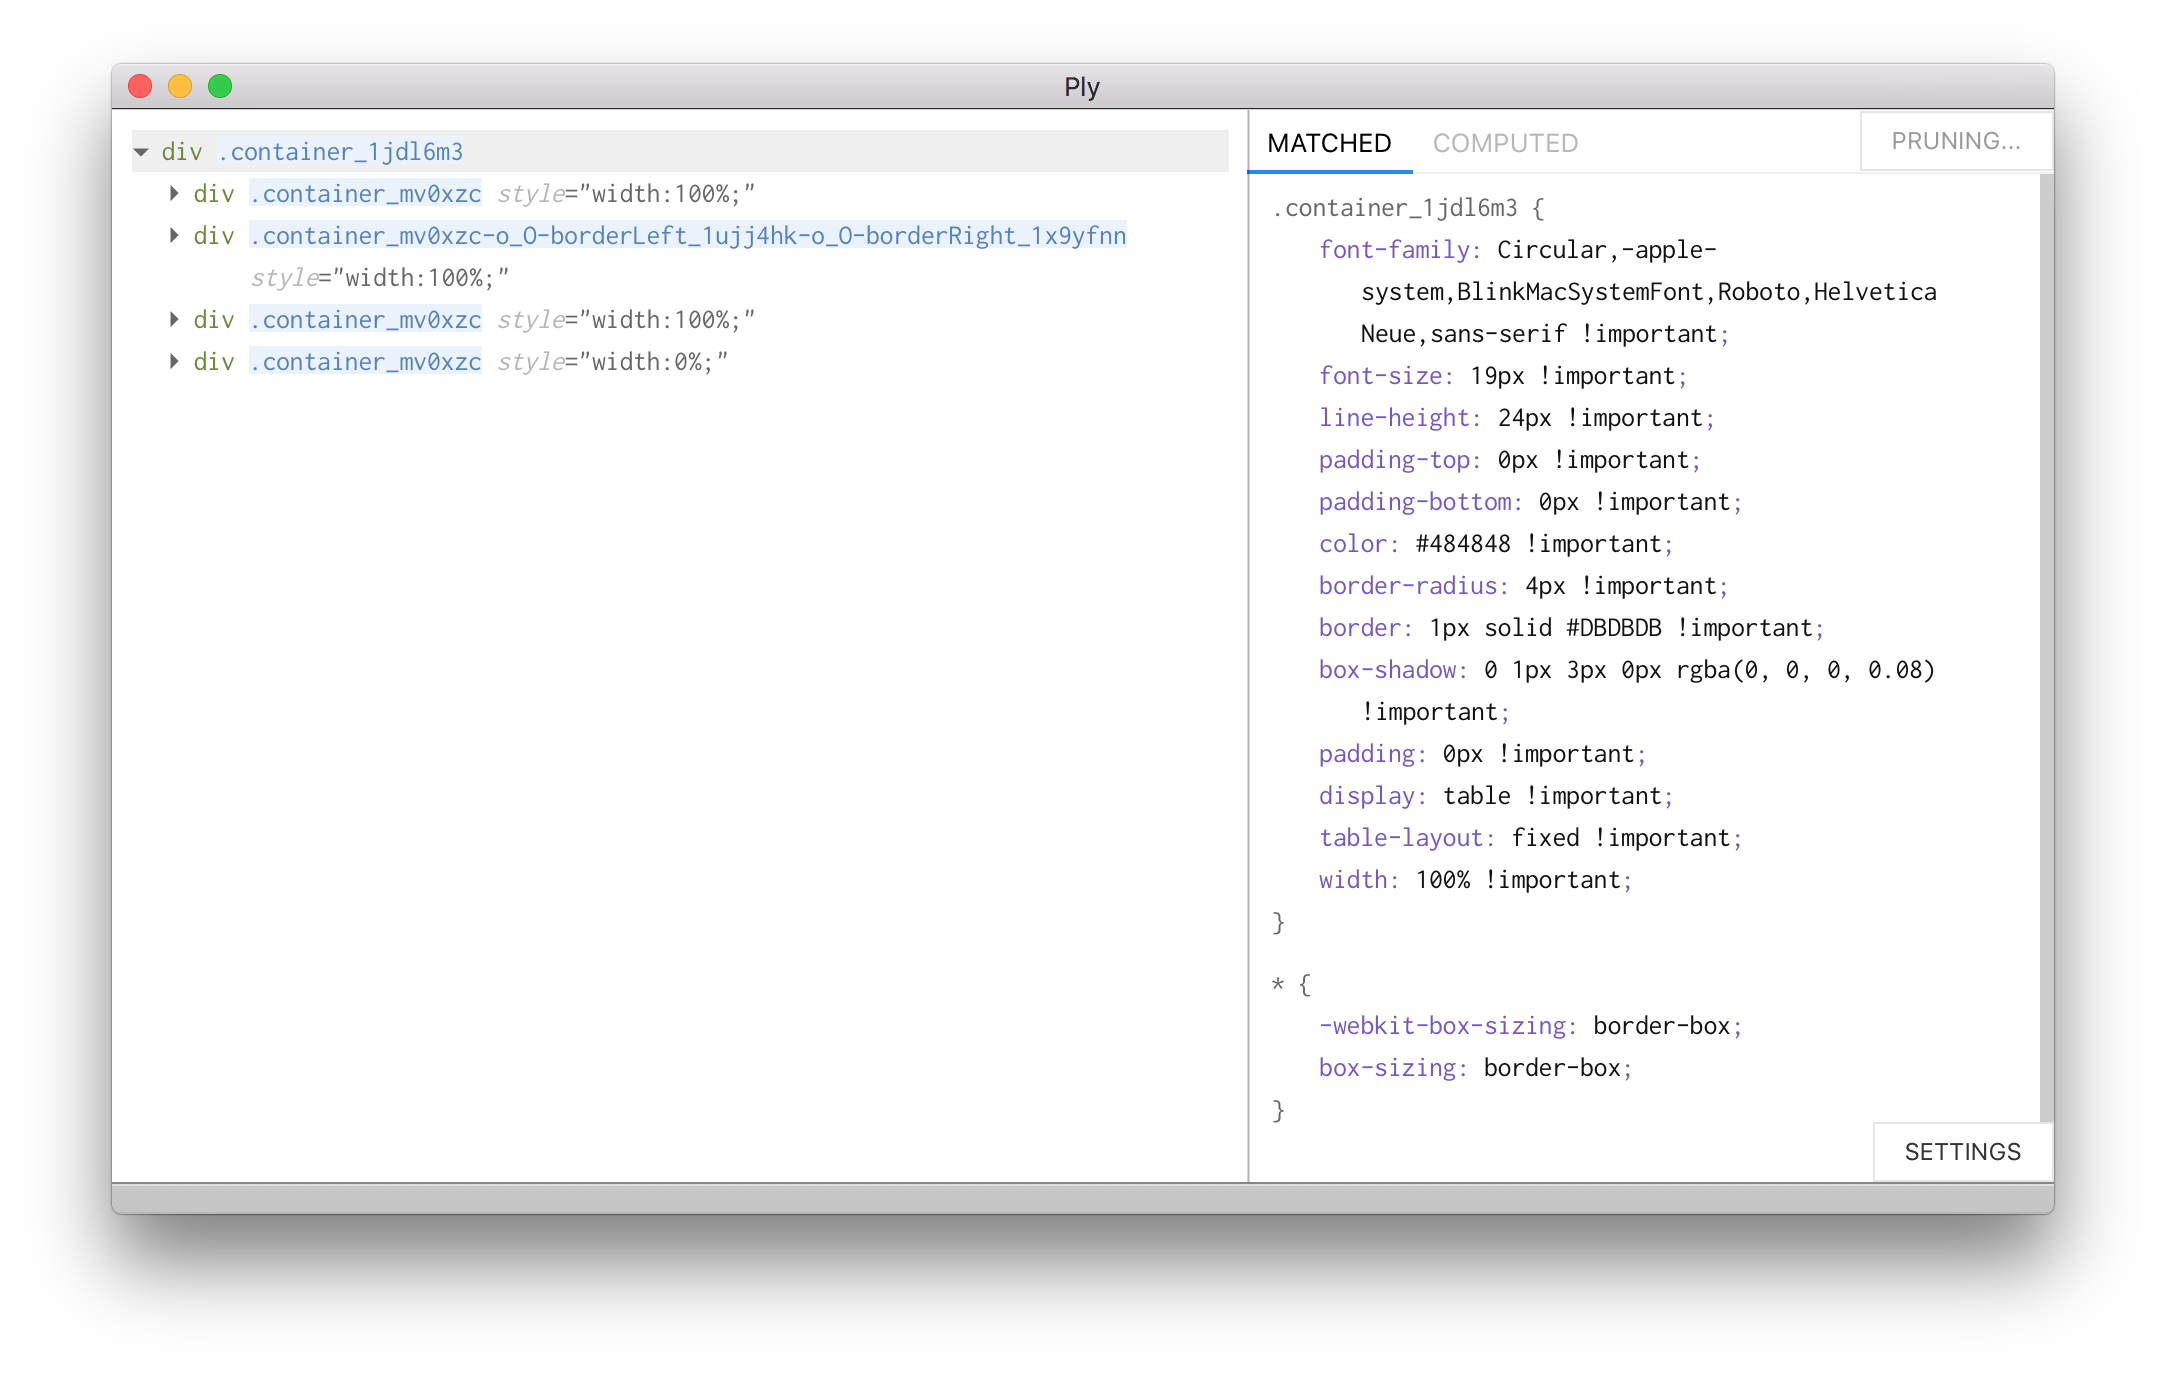 Ply
div .container_1jdl6m3
div .container_mv0xzc style="width:100%;"
div .container_mv0xzc-o_O-borderLeft_1ujj4hk-o_O-borderRight_1x9yfnn
style="width:100%;"
div .container_mv0xzc style="width:100%;"
div .container_mv0xzc style="width:0%;"
MATCHED COMPUTED PRUNING...
.container_1jdl6m3 {
font-family: Circular,-apple-
system,BlinkMacSystemFont,Roboto,Helvetica
Neue,sans-serif !important;
font-size: 19px !important;
line-height: 24px !important;
padding-top: 0px !important;
padding-bottom: 0px !important;
color: #484848 !important;
border-radius: 4px !important;
border: 1px solid #DBDBDB !important;
box-shadow: 0 1px 3px 0px rgba(0, 0, 0, 0.08)
!important;
padding: 0px !important;
display: table !important;
table-layout: fixed !important;
width: 100% !important;
}
* {
-webkit-box-sizing: border-box;
box-sizing: border-box;
}
SETTINGS